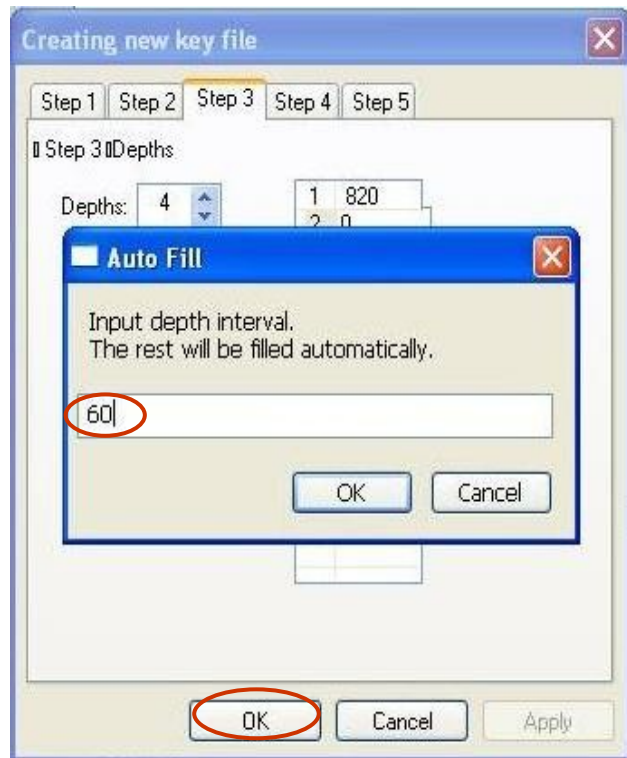 Creating new key file
Step 1 Step 2 Step 3 Step 4 Step 5
Step 3 Depths
Depths: 4
1 820
2 0
Auto Fill
Input depth interval.
The rest will be filled automatically.
60
OK Cancel
OK Cancel Apply